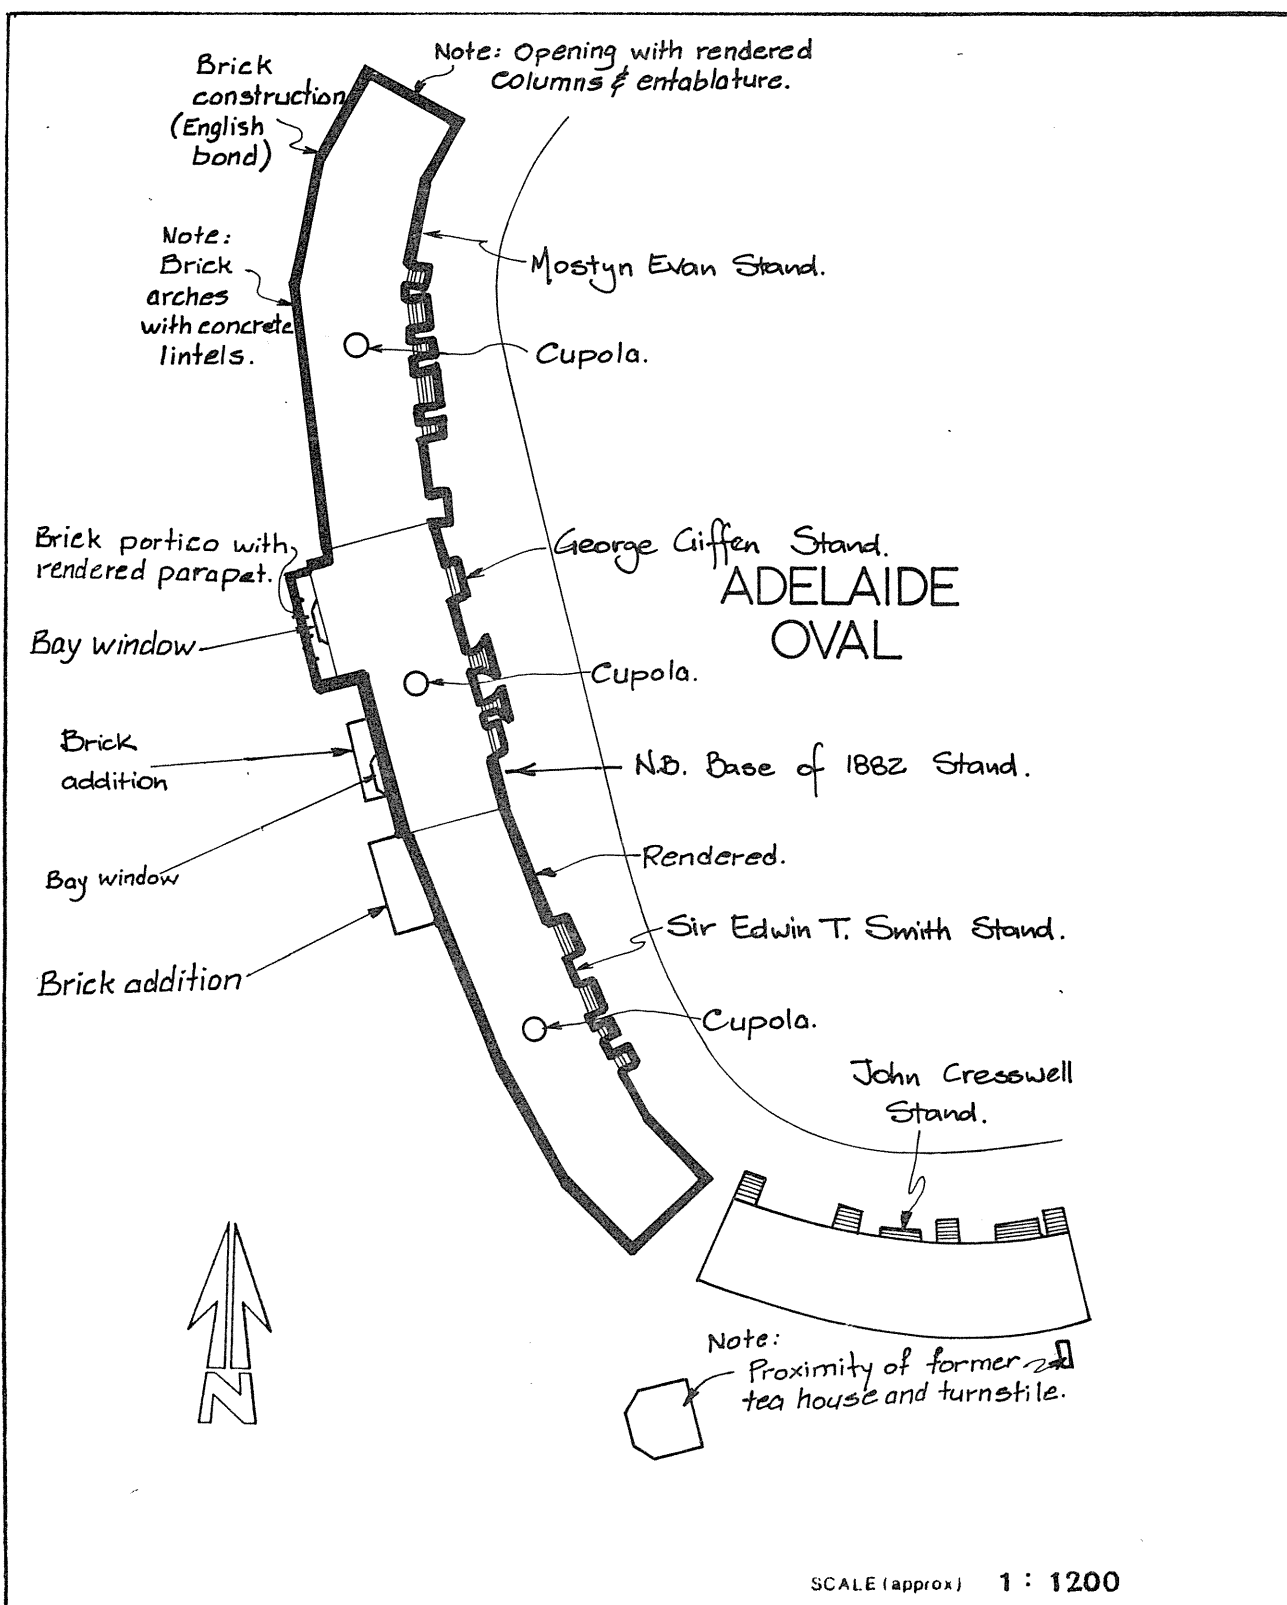 Brick
construction
(English
bond)
Note: Opening with rendered
columns & entablature.
Note:
Brick
arches
with concrete
lintels.
Mostyn Evan Stand.
Cupola.
Brick portico with
rendered parapet.
George Giffen Stand.
ADELAIDE
OVAL
Bay window
Cupola.
Brick
addition
N.B. Base of 1882 Stand.
Bay window
Rendered.
Sir Edwin T. Smith Stand.
Brick addition
Cupola.
John Cresswell
Stand.
N
Note:
Proximity of former
tea house and turnstile.
SCALE (approx) 1 : 1200